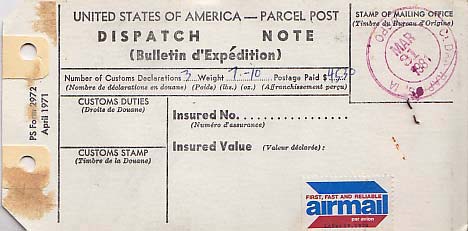 UNITED STATES OF AMERICA — PARCEL POST
DISPATCH NOTE
(Bulletin d'Expédition)
STAMP OF MAILING OFFICE
(Timbre du Bureau d'Origine)
MAR
Number of Customs Declarations 3 Weight 7-10 Postage Paid $
(Nombre de déclarations en douane) (Poids) (lbs.) (oz.) (Affranchissement perçu)
PS Form 2972
April 1971
CUSTOMS DUTIES
(Droits de Douane)
Insured No. ................
(Numéro d'assurance)
CUSTOMS STAMP
(Timbre de la Douane)
Insured Value (Valeur déclarée):
FIRST, FAST AND RELIABLE
airmail
par avion